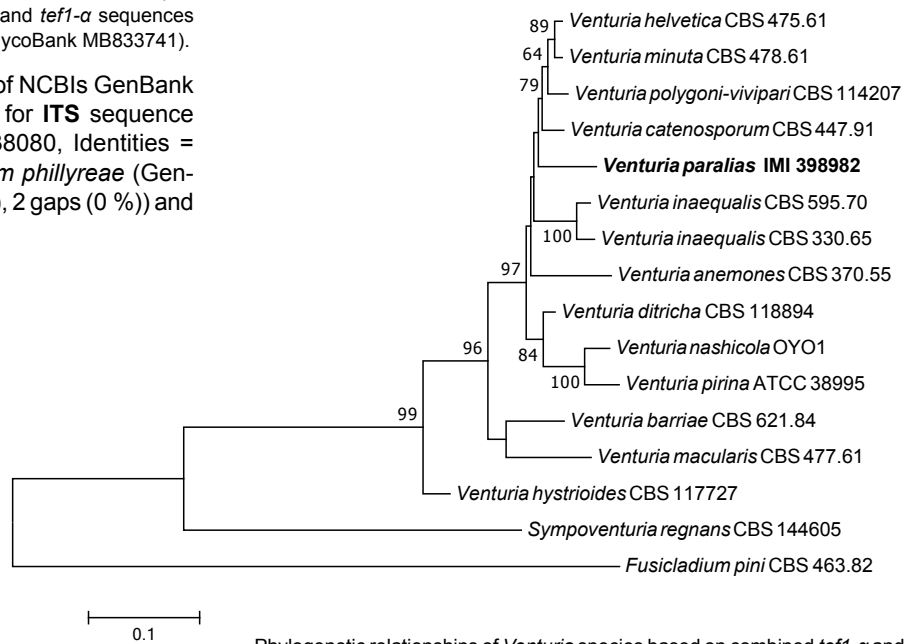 and tef1-α sequences
ycoBank MB833741).
of NCBIs GenBank
for ITS sequence
38080, Identities =
m phillyreae (Gen-
), 2 gaps (0 %)) and
89
Venturia helvetica CBS 475.61
64
Venturia minuta CBS 478.61
79
Venturia polygoni-vivipari CBS 114207
Venturia catenosporum CBS 447.91
Venturia paralias IMI 398982
Venturia inaequalis CBS 595.70
100
Venturia inaequalis CBS 330.65
97
Venturia anemones CBS 370.55
Venturia ditricha CBS 118894
96
84
Venturia nashicola OYO1
100
Venturia pirina ATCC 38995
99
Venturia barriae CBS 621.84
Venturia macularis CBS 477.61
Venturia hystrioides CBS 117727
Sympoventuria regnans CBS 144605
Fusicladium pini CBS 463.82
0.1
Phylogenetic relationships of Venturia species based on combined tef1-α and